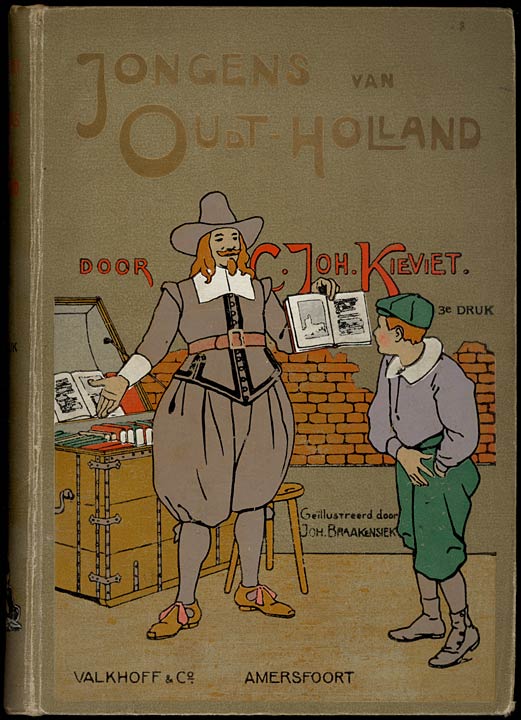 JONGENS VAN
OUDT-HOLLAND
DOOR C. JOH. KIEVIET.
3e DRUK
Geïllustreerd door
JOH. BRAAKENSIEK
VALKHOFF & Co. AMERSFOORT